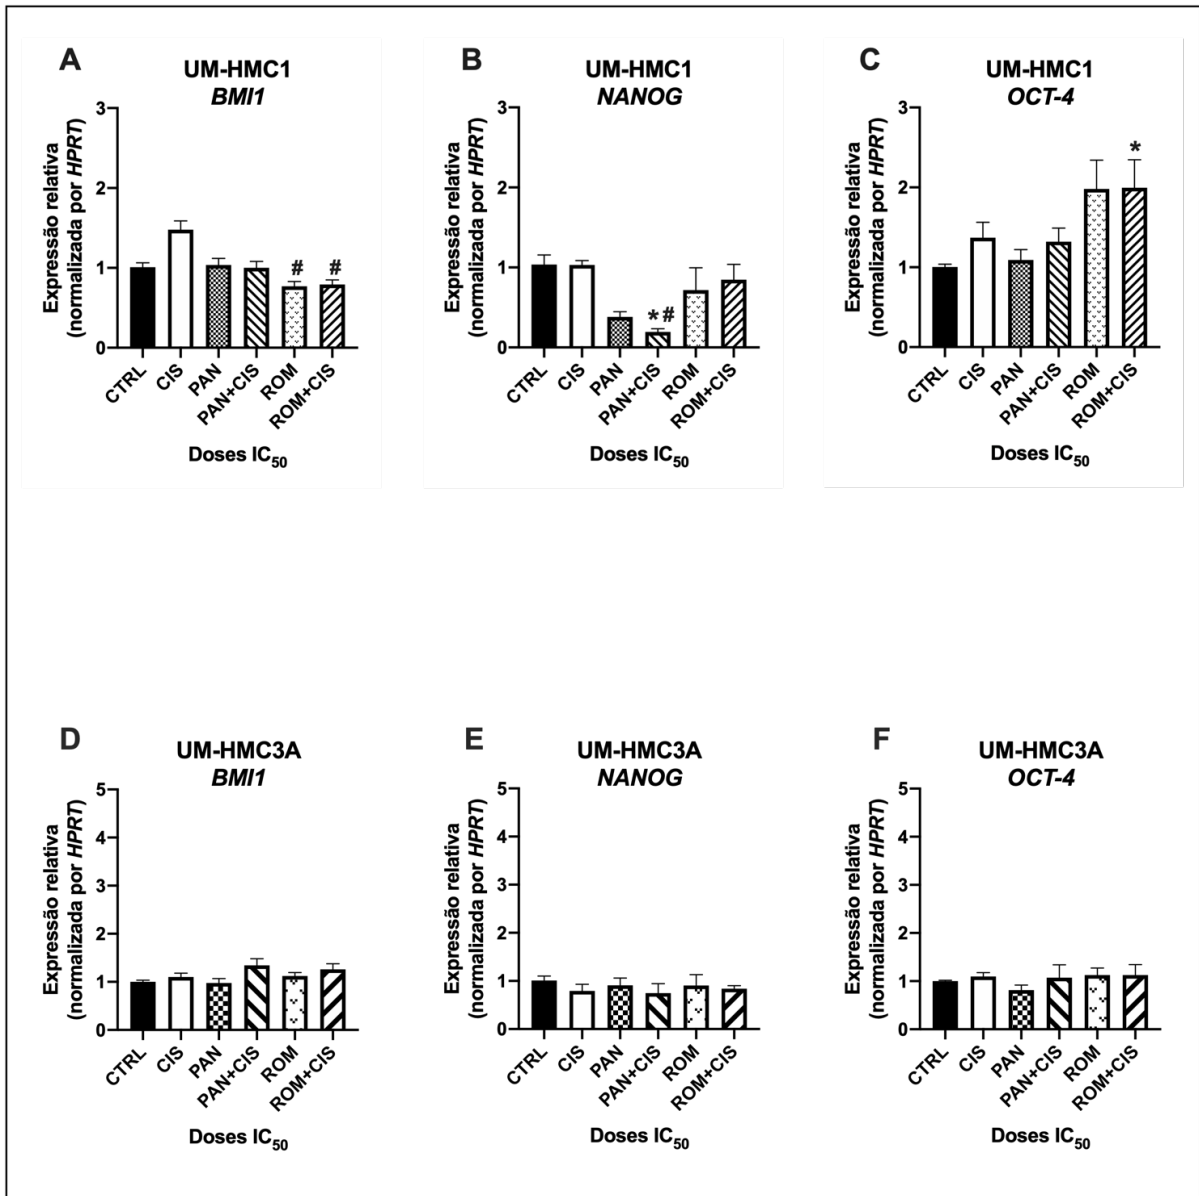 A
UM-HMC1
BMI1
Expressão relativa
(normalizada por HPRT)
3
2
1
0
#
#
CTRL
CIS
PAN
PAN+CIS
ROM
ROM+CIS
Doses IC50
B
UM-HMC1
NANOG
Expressão relativa
(normalizada por HPRT)
3
2
1
0
*#
CTRL
CIS
PAN
PAN+CIS
ROM
ROM+CIS
Doses IC50
C
UM-HMC1
OCT-4
Expressão relativa
(normalizada por HPRT)
3
2
1
0
*
CTRL
CIS
PAN
PAN+CIS
ROM
ROM+CIS
Doses IC50
D
UM-HMC3A
BMI1
Expressão relativa
(normalizada por HPRT)
5
4
3
2
1
0
CTRL
CIS
PAN
PAN+CIS
ROM
ROM+CIS
Doses IC50
E
UM-HMC3A
NANOG
Expressão relativa
(normalizada por HPRT)
5
4
3
2
1
0
CTRL
CIS
PAN
PAN+CIS
ROM
ROM+CIS
Doses IC50
F
UM-HMC3A
OCT-4
Expressão relativa
(normalizada por HPRT)
5
4
3
2
1
0
CTRL
CIS
PAN
PAN+CIS
ROM
ROM+CIS
Doses IC50